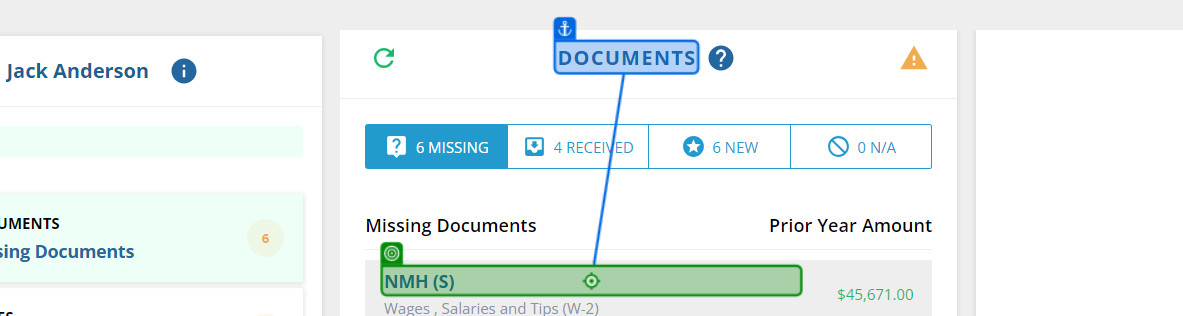 Jack Anderson
DOCUMENTS
6 MISSING
4 RECEIVED
6 NEW
0 N/A
UMENTS
sing Documents
6
Missing Documents
Prior Year Amount
NMH (S)
$45,671.00
Wages , Salaries and Tips (W-2)